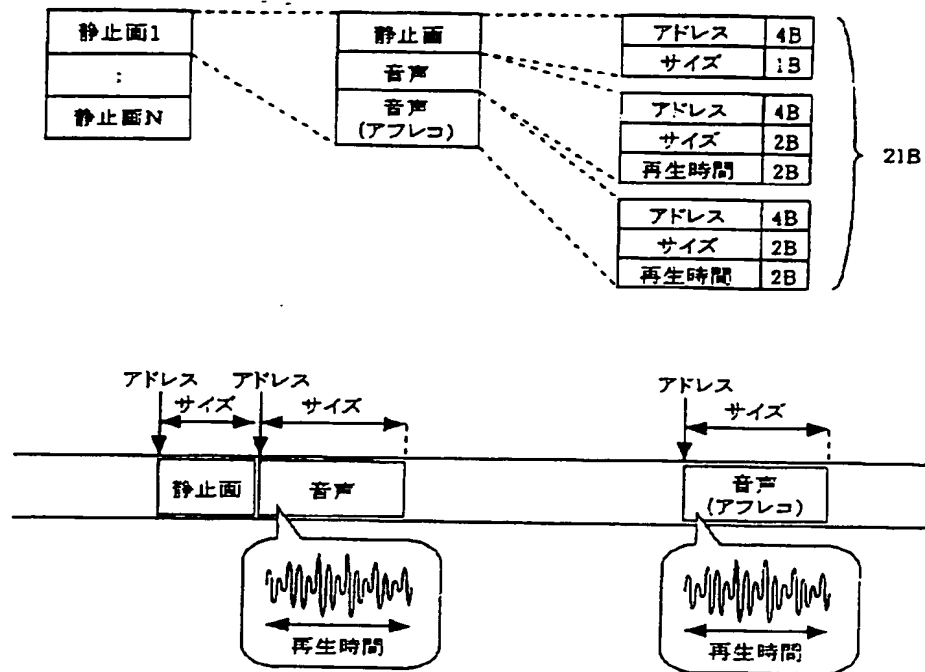 静止画1
:
静止画N
静止画
音声
音声
(アフレコ)
アドレス 4B
サイズ 1B
アドレス 4B
サイズ 2B
再生時間 2B
アドレス 4B
サイズ 2B
再生時間 2B
21B
アドレス アドレス
サイズ サイズ
アドレス
サイズ
静止画 音声
音声
(アフレコ)
再生時間
再生時間